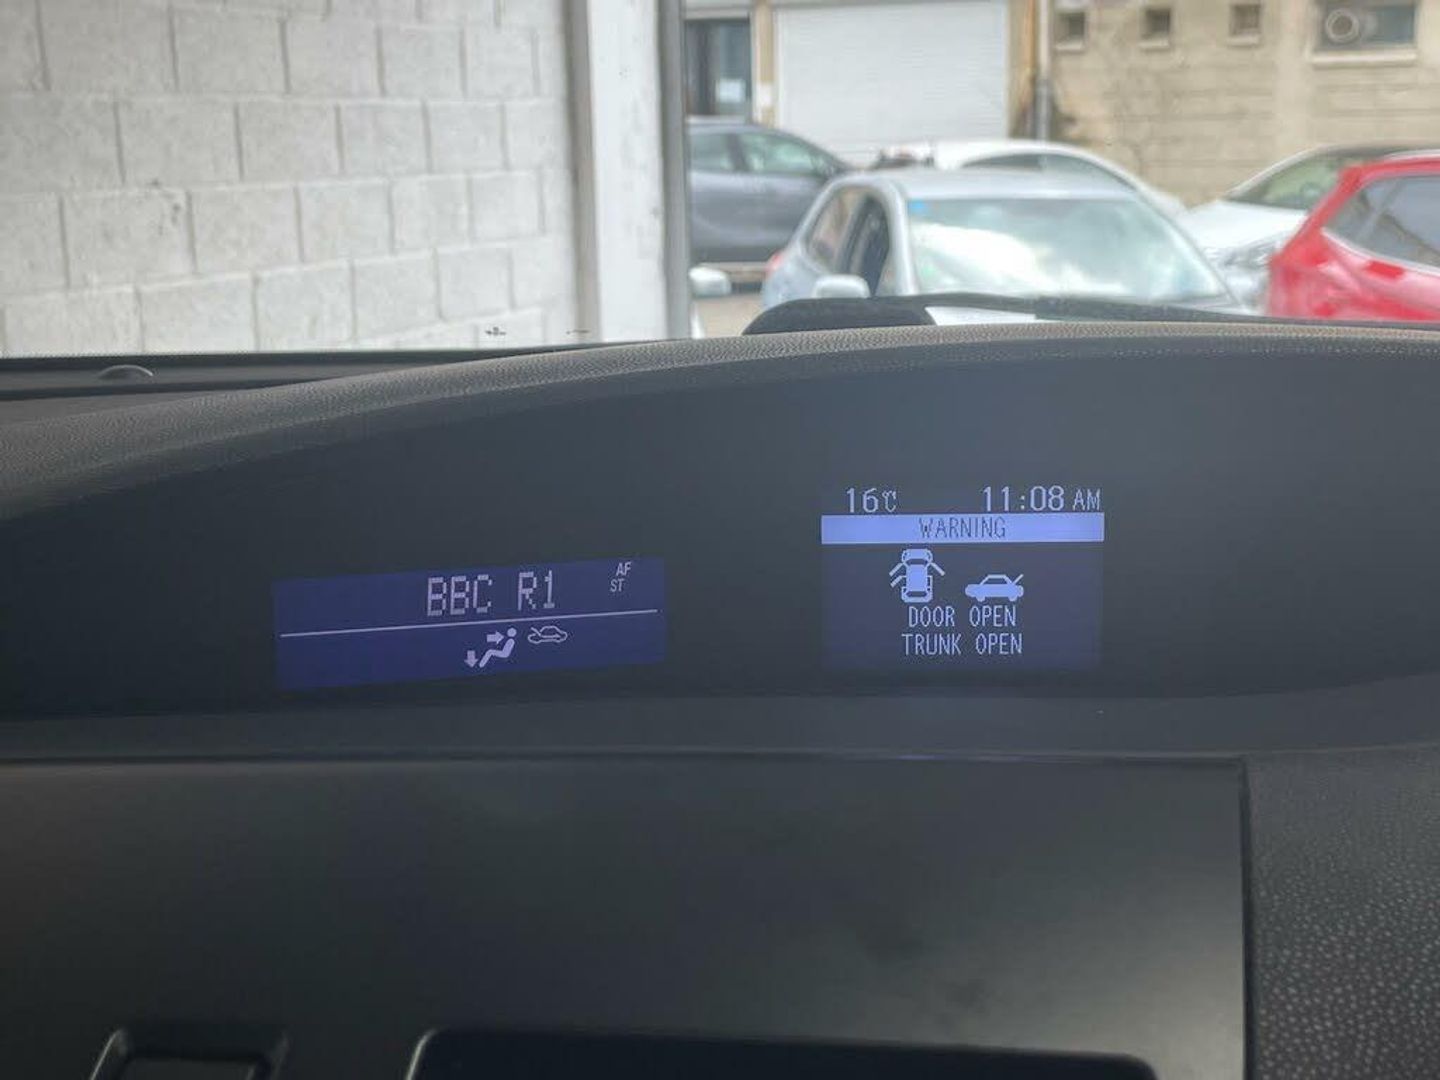 BBC R1
AF
ST
16℃ 11:08 AM
WARNING
DOOR OPEN
TRUNK OPEN